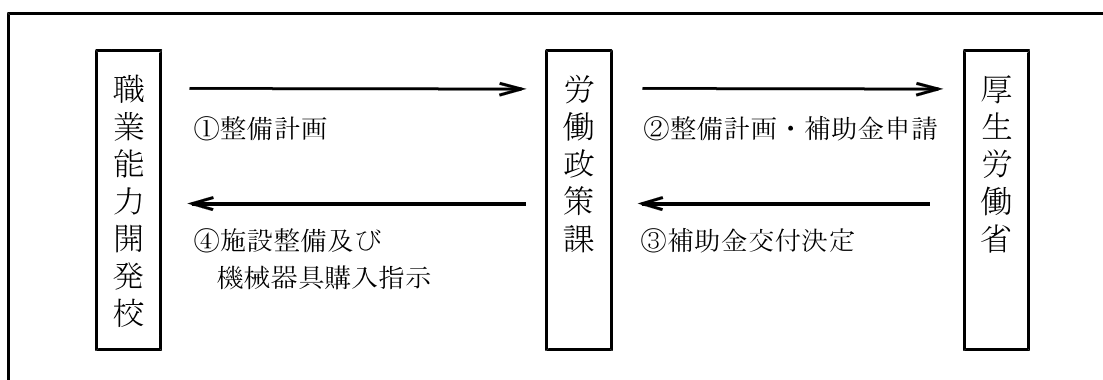 職業能力開発校
①整備計画
④施設整備及び
機械器具購入指示
労働政策課
②整備計画・補助金申請
③補助金交付決定
厚生労働省